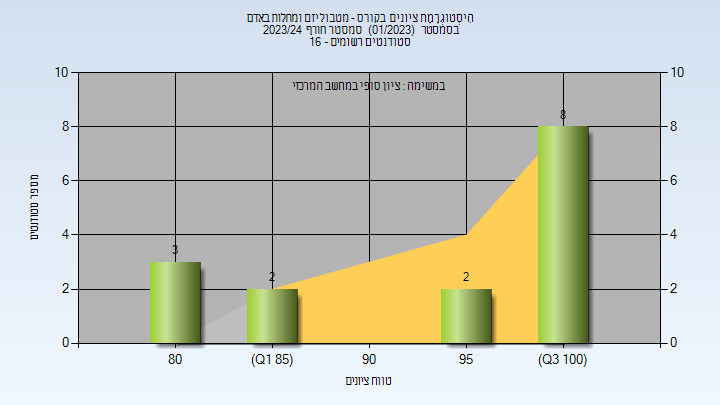 היסטוגרמת ציונים בקורס - מטבוליזם ומחלות באדם
בסמסטר (01/2023) סמסטר חורף 2023/24
סטודנטים רשומים - 16
במשימה : ציון סופי במחשב המרכזי
10
8
6
4
2
0
10
8
6
4
2
0
3
2
2
8
80
(Q1 85)
90
95
(Q3 100)
מספר סטודנטים
טווח ציונים